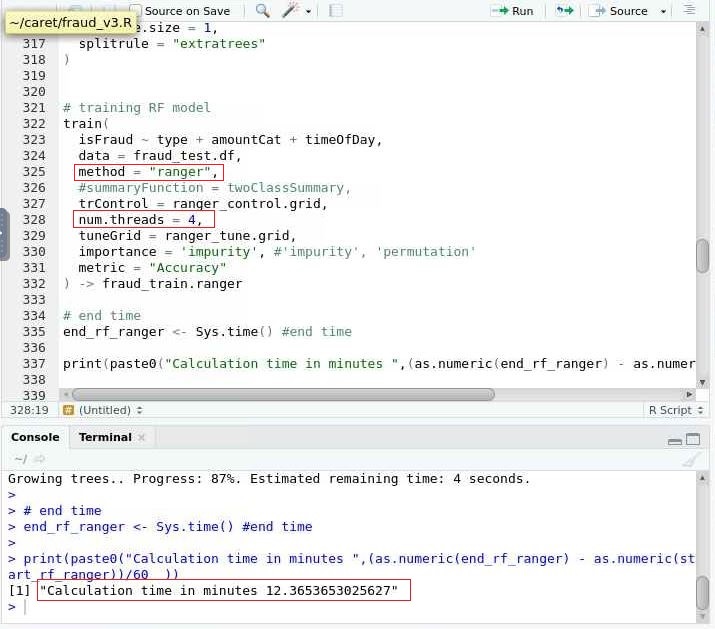 ~/caret/fraud_v3.R
Source on Save
Run
Source
e.size = 1,
317 splitrule = "extratrees"
318 )
319
320
321 # training RF model
322 train(
323 isFraud ~ type + amountCat + timeOfDay,
324 data = fraud_test.df,
325 method = "ranger",
326 #summaryFunction = twoClassSummary,
327 trControl = ranger_control.grid,
328 num.threads = 4,
329 tuneGrid = ranger_tune.grid,
330 importance = 'impurity', #'impurity', 'permutation'
331 metric = "Accuracy"
332 ) -> fraud_train.ranger
333
334 # end time
335 end_rf_ranger <- Sys.time() #end time
336
337 print(paste0("Calculation time in minutes ",(as.numeric(end_rf_ranger) - as.numer
338
339
328:19 # (Untitled) R Script
Console Terminal
~/
Growing trees.. Progress: 87%. Estimated remaining time: 4 seconds.
>
> # end time
> end_rf_ranger <- Sys.time() #end time
>
> print(paste0("Calculation time in minutes ",(as.numeric(end_rf_ranger) - as.numeric(st
art_rf_ranger))/60 ))
[1] "Calculation time in minutes 12.3653653025627"
>